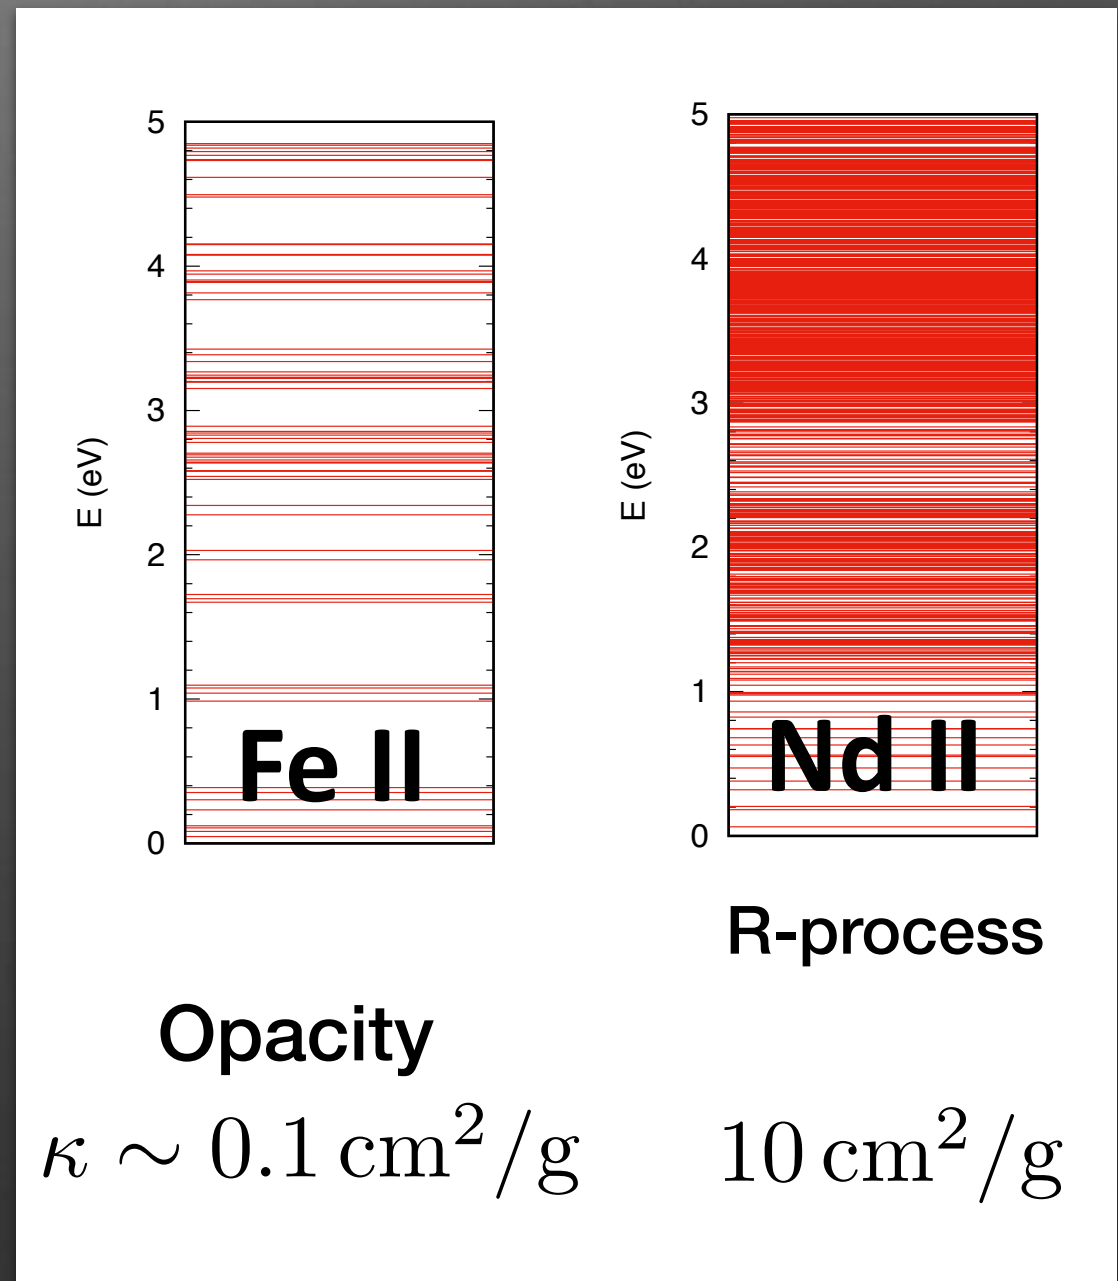 5
4
3
2
1
0
E (eV)
Fe II
5
4
3
2
1
0
E (eV)
Nd II
R-process
Opacity
κ ∼ 0.1 cm²/g
10 cm²/g